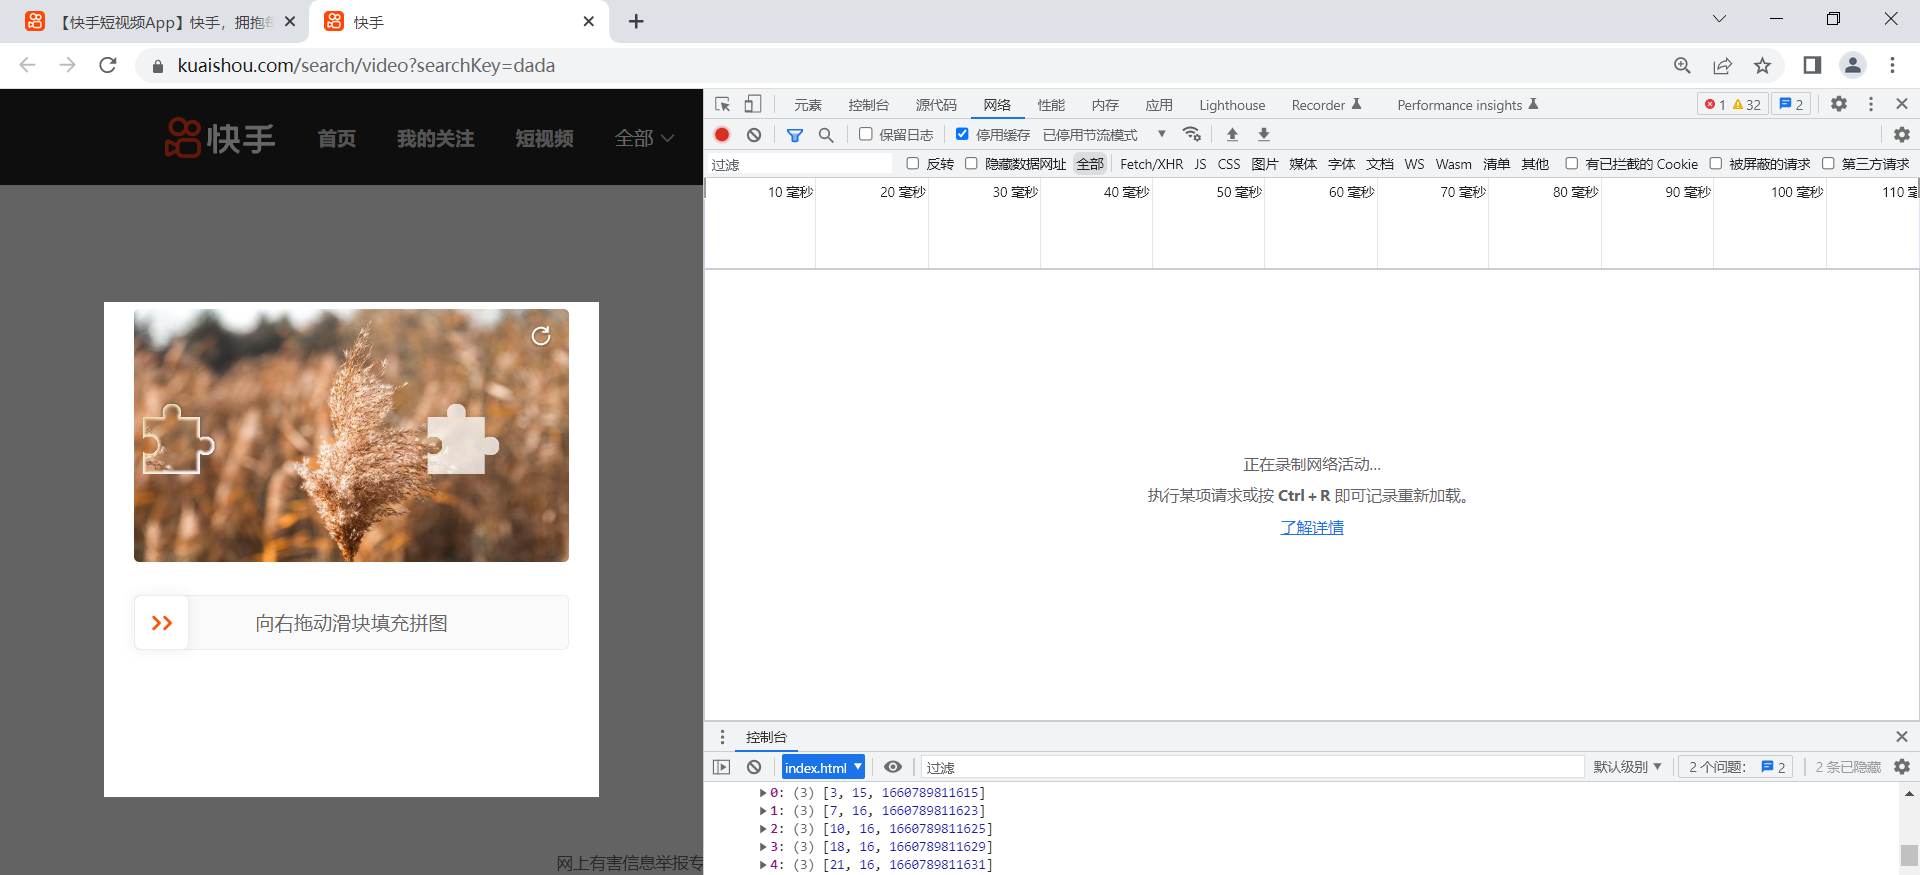 【快手短视频App】快手，拥抱每
快手
kuaishou.com/search/video?searchKey=dada
快手
首页
我的关注
短视频
全部
向右拖动滑块填充拼图
网上有害信息举报专
元素
控制台
源代码
网络
性能
内存
应用
Lighthouse
Recorder
Performance insights
1
32
2
保留日志
停用缓存
已停用节流模式
过滤
反转
隐藏数据网址
全部
Fetch/XHR
JS
CSS
图片
媒体
字体
文档
WS
Wasm
清单
其他
有已拦截的 Cookie
被屏蔽的请求
第三方请求
10 毫秒
20 毫秒
30 毫秒
40 毫秒
50 毫秒
60 毫秒
70 毫秒
80 毫秒
90 毫秒
100 毫秒
110 毫
正在录制网络活动...
执行某项请求或按 Ctrl + R 即可记录重新加载。
了解详情
控制台
index.html
过滤
默认级别
2 个问题:
2
2 条已隐藏
0: (3) [3, 15, 1660789811615]
1: (3) [7, 16, 1660789811623]
2: (3) [10, 16, 1660789811625]
3: (3) [18, 16, 1660789811629]
4: (3) [21, 16, 1660789811631]